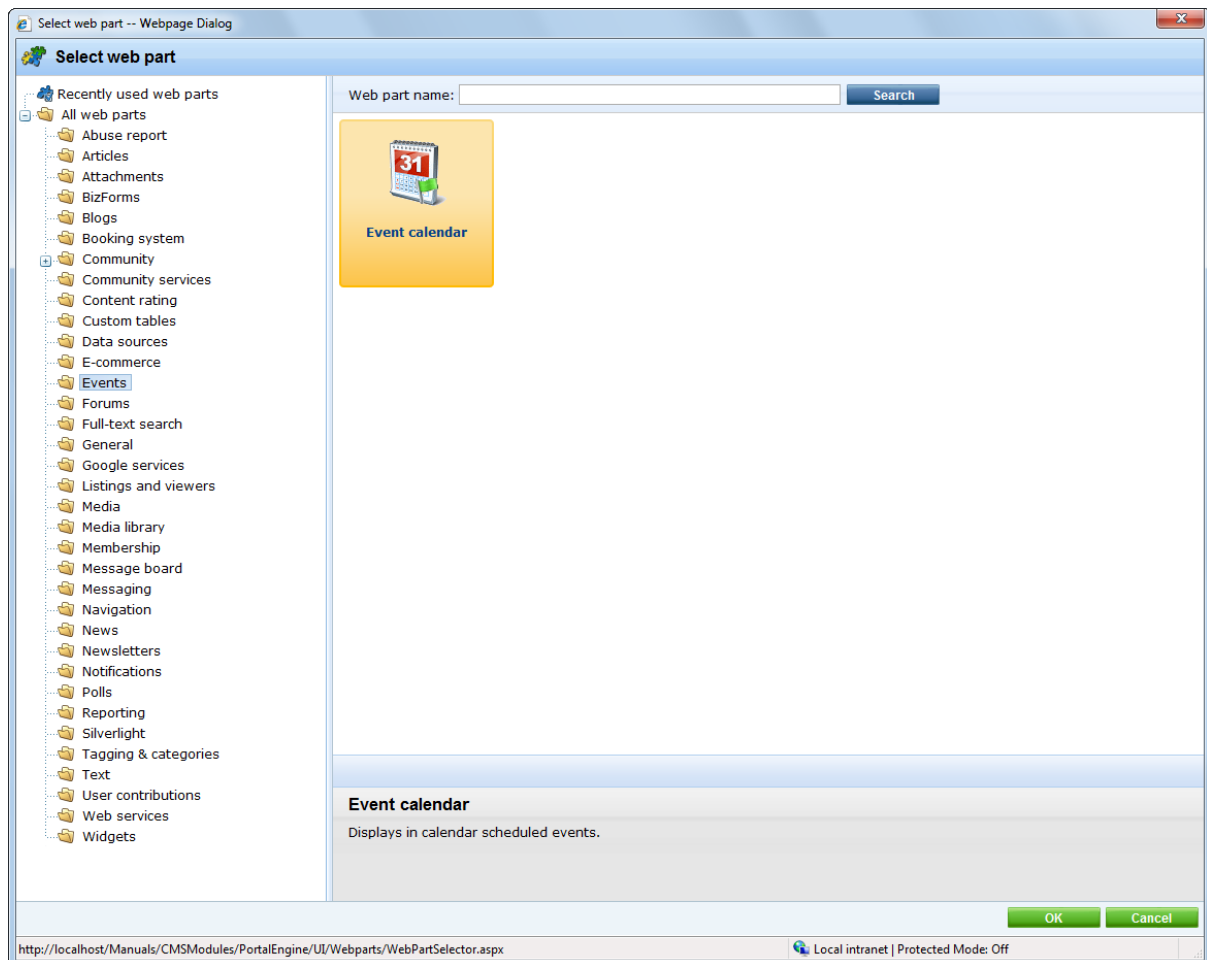 Select web part -- Webpage Dialog
x
Select web part
Recently used web parts
All web parts
Abuse report
Articles
Attachments
BizForms
Blogs
Booking system
Community
Community services
Content rating
Custom tables
Data sources
E-commerce
Events
Forums
Full-text search
General
Google services
Listings and viewers
Media
Media library
Membership
Message board
Messaging
Navigation
News
Newsletters
Notifications
Polls
Reporting
Silverlight
Tagging & categories
Text
User contributions
Web services
Widgets
Web part name: Search
31
Event calendar
Event calendar
Displays in calendar scheduled events.
OK Cancel
http://localhost/Manuals/CMSModules/PortalEngine/UI/Webparts/WebPartSelector.aspx Local intranet | Protected Mode: Off